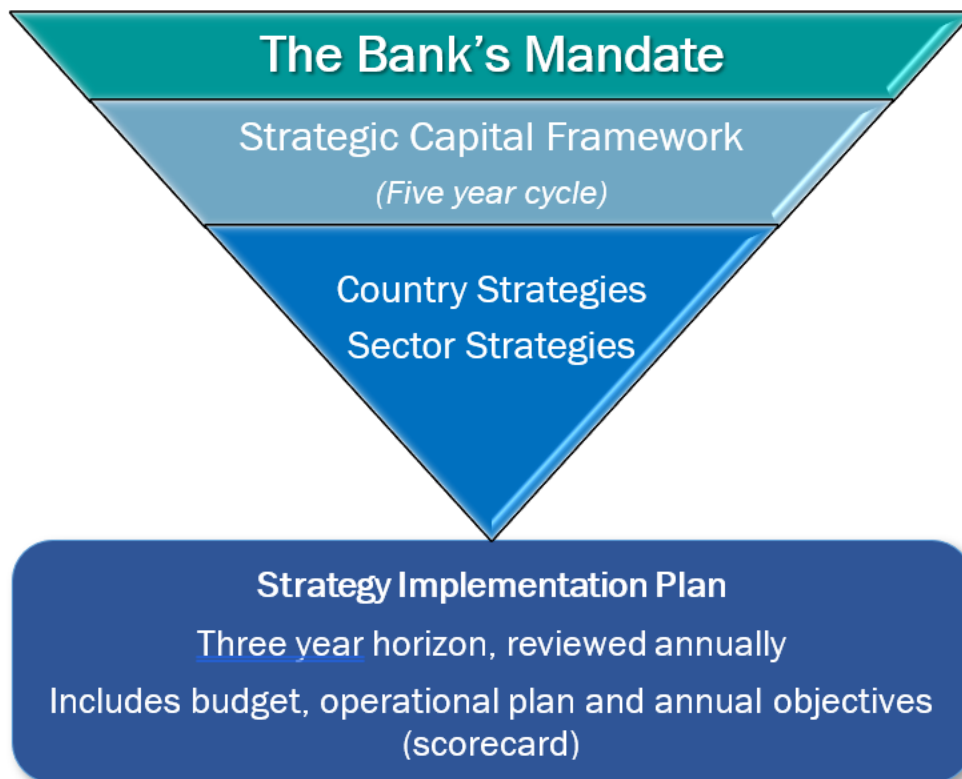 The Bank's Mandate
Strategic Capital Framework
(Five year cycle)
Country Strategies
Sector Strategies
Strategy Implementation Plan
Three year horizon, reviewed annually
Includes budget, operational plan and annual objectives
(scorecard)